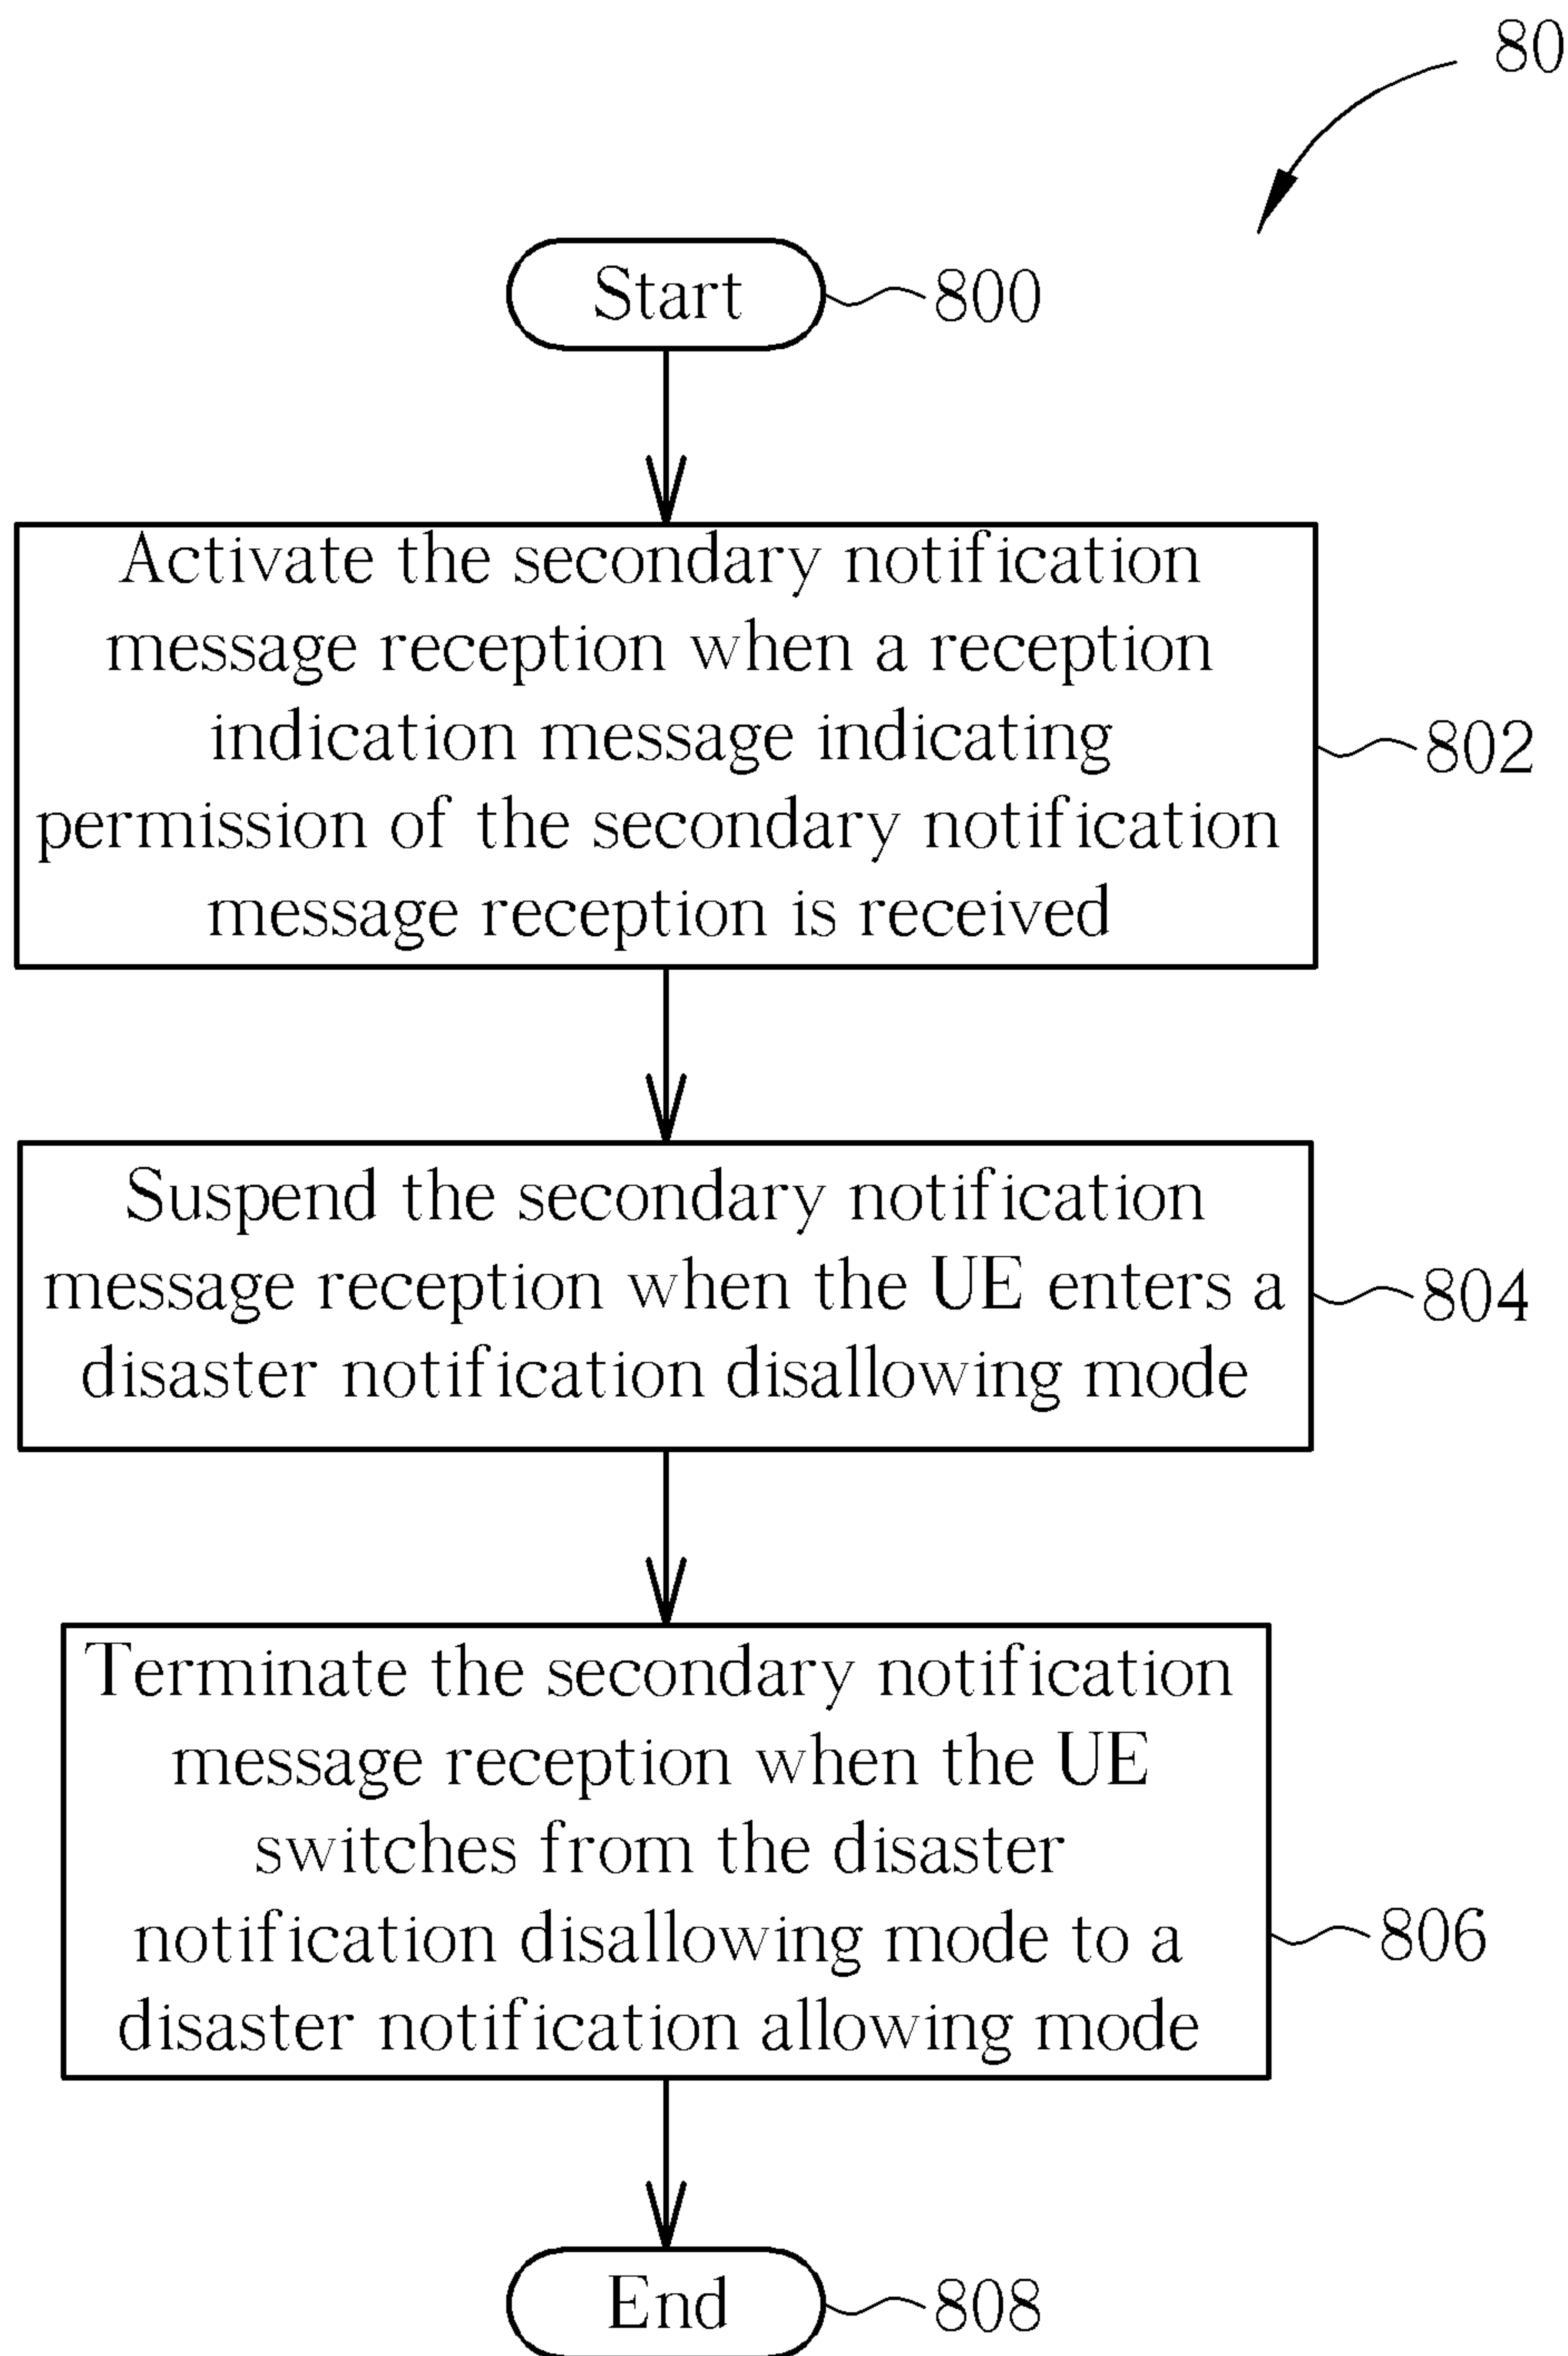 80
Start
800
Activate the secondary notification
message reception when a reception
indication message indicating
permission of the secondary notification
message reception is received
802
Suspend the secondary notification
message reception when the UE enters a
disaster notification disallowing mode
804
Terminate the secondary notification
message reception when the UE
switches from the disaster
notification disallowing mode to a
disaster notification allowing mode
806
End
808